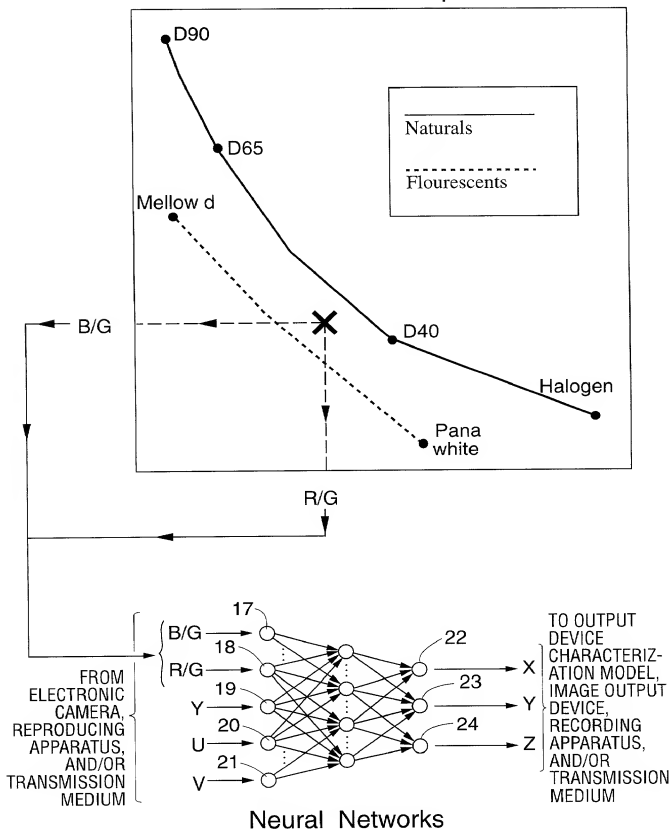 D90
D65
Naturals
Flourescents
Mellow d
B/G
D40
Halogen
Pana
white
R/G
17
18
19
20
21
22
23
24
B/G
R/G
Y
U
V
X
Y
Z
FROM
ELECTRONIC
CAMERA,
REPRODUCING
APPARATUS,
AND/OR
TRANSMISSION
MEDIUM
TO OUTPUT
DEVICE
CHARACTERIZ-
ATION MODEL,
IMAGE OUTPUT
DEVICE,
RECORDING
APPARATUS,
AND/OR
TRANSMISSION
MEDIUM
Neural Networks